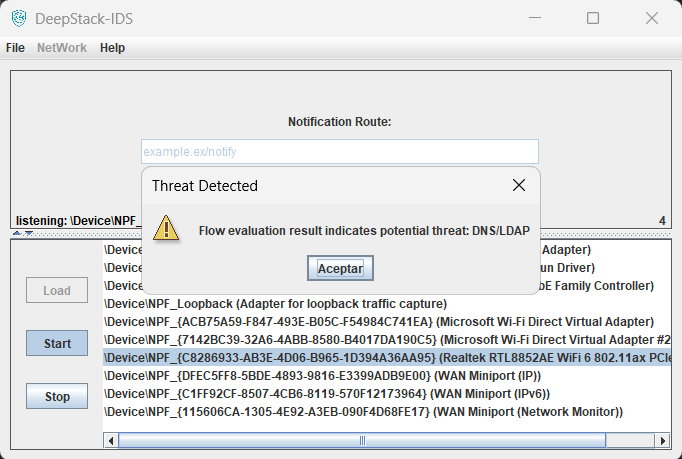 DeepStack-IDS
File NetWork Help
Notification Route:
example.ex/notify
Threat Detected
Flow evaluation result indicates potential threat: DNS/LDAP
Aceptar
listening: \Device\NPF_ 4
Load
Start
Stop
\Device Adapter)
\Device un Driver)
\Device E Family Controller)
\Device\NPF_Loopback (Adapter for loopback traffic capture)
\Device\NPF_{ACB75A59-F847-493E-B05C-F54984C741EA} (Microsoft Wi-Fi Direct Virtual Adapter)
\Device\NPF_{7142BC39-32A6-4ABB-8580-B4017DA190C5} (Microsoft Wi-Fi Direct Virtual Adapter #2
\Device\NPF_{C8286933-AB3E-4D06-B965-1D394A36AA95} (Realtek RTL8852AE WiFi 6 802.11ax PCIe
\Device\NPF_{DFEC5FF8-5BDE-4893-9816-E3399ADB9E00} (WAN Miniport (IP))
\Device\NPF_{C1FF92CF-8507-4CB6-8119-570F12173964} (WAN Miniport (IPv6))
\Device\NPF_{115606CA-1305-4E92-A3EB-090F4D68FE17} (WAN Miniport (Network Monitor))